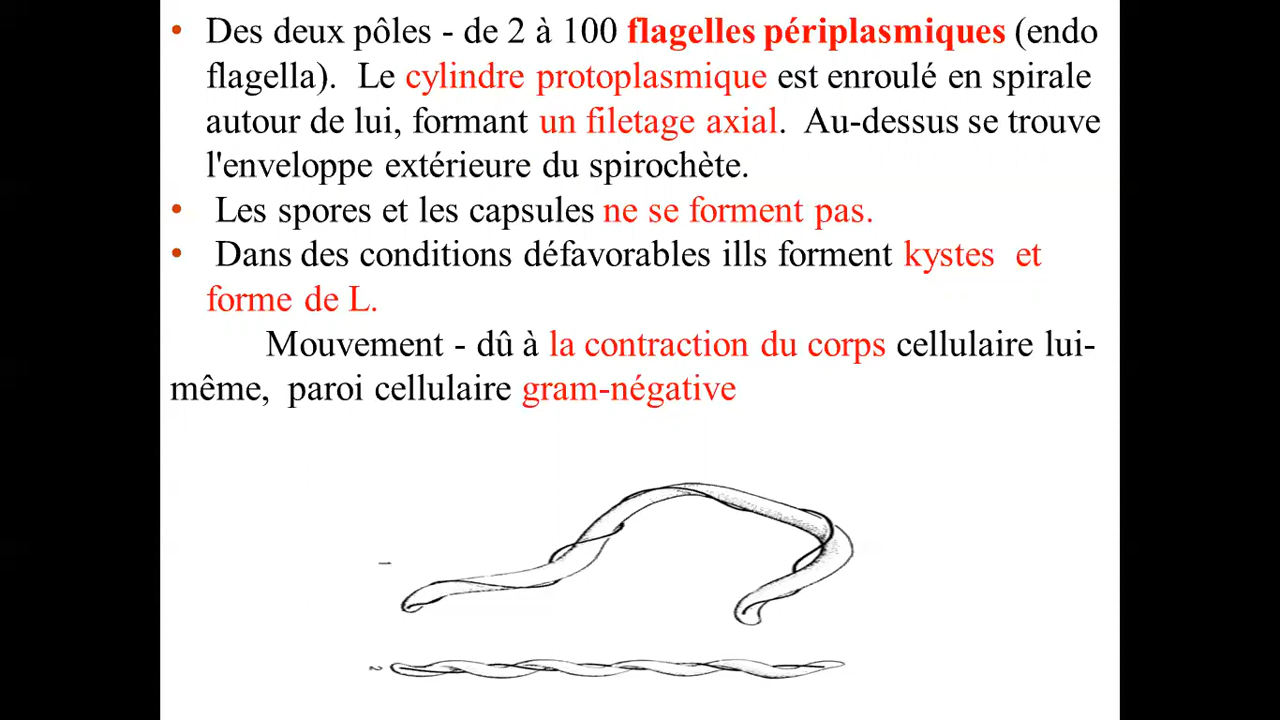 • Des deux pôles - de 2 à 100 flagelles périplasmiques (endo
flagella). Le cylindre protoplasmique est enroulé en spirale
autour de lui, formant un filetage axial. Au-dessus se trouve
l'enveloppe extérieure du spirochète.
• Les spores et les capsules ne se forment pas.
• Dans des conditions défavorables ills forment kystes et
forme de L.
Mouvement - dû à la contraction du corps cellulaire lui-
même, paroi cellulaire gram-négative
1
2